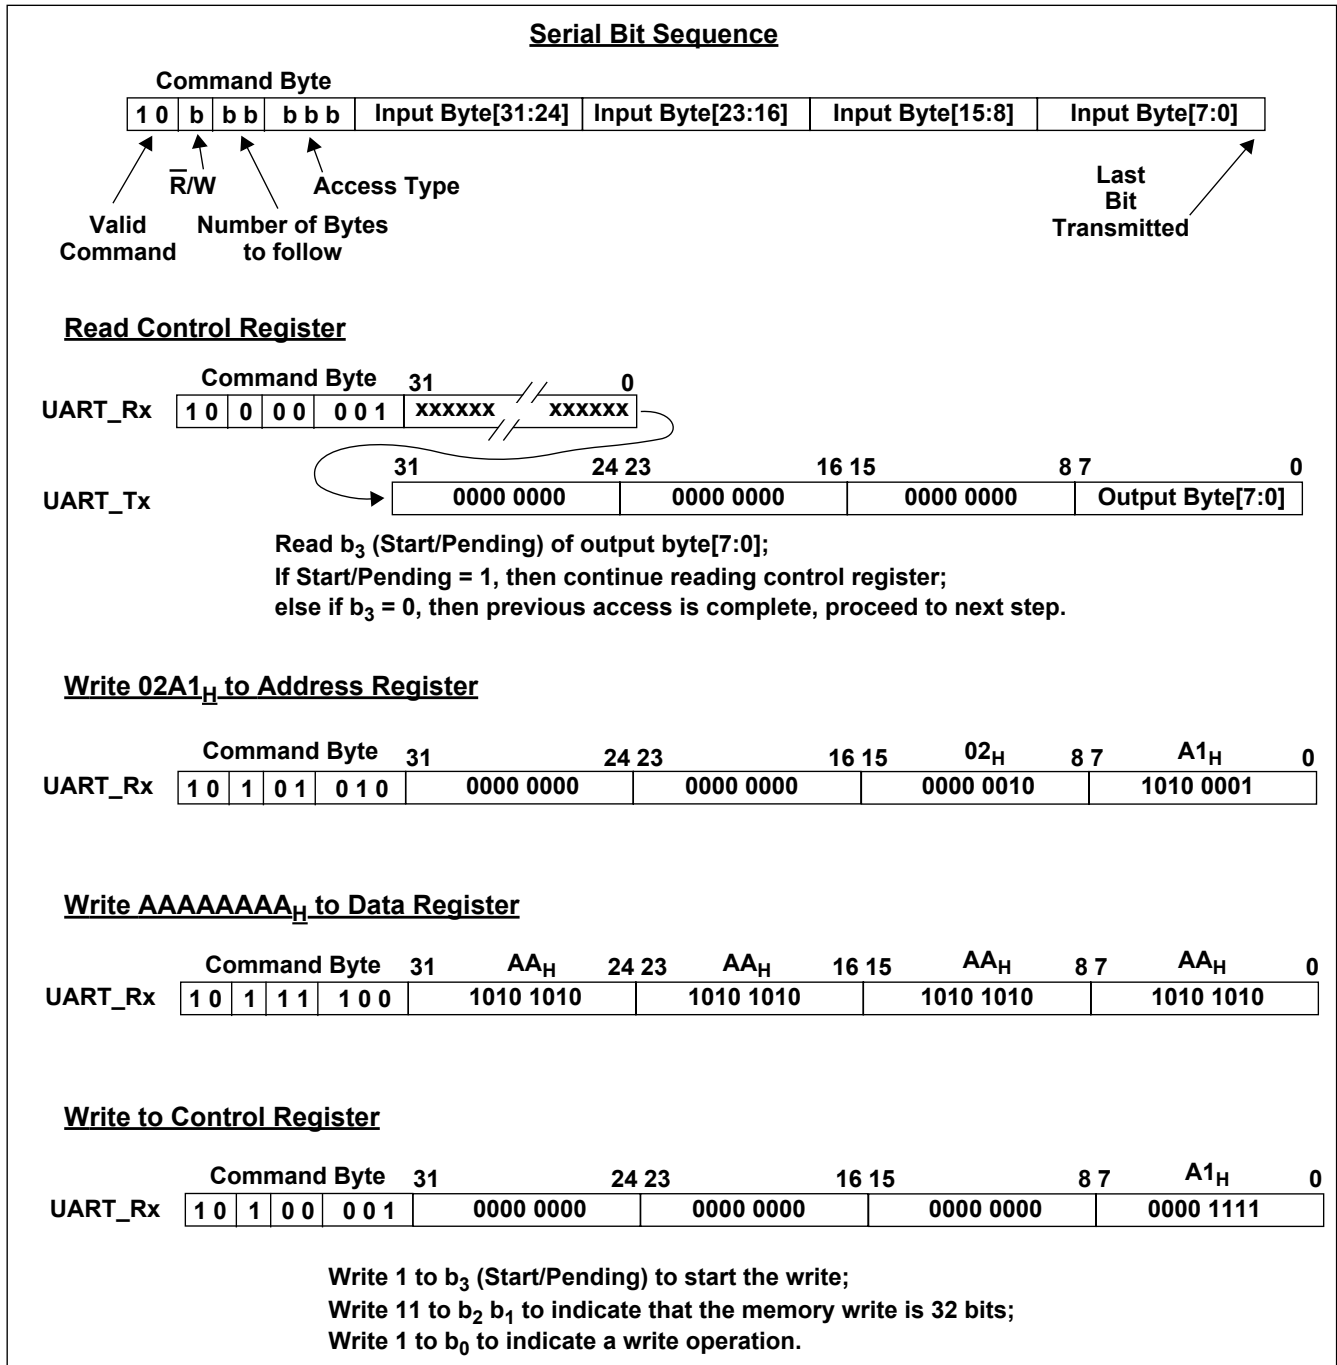 Serial Bit Sequence
Command Byte
1 0 b b b b b b Input Byte[31:24] Input Byte[23:16] Input Byte[15:8] Input Byte[7:0]
R̅/W Access Type Last
Bit
Valid Number of Bytes Transmitted
Command to follow
Read Control Register
Command Byte 31 0
UART_Rx 1 0 0 0 0 0 0 1 xxxxxx xxxxxx
31 24 23 16 15 8 7 0
UART_Tx 0000 0000 0000 0000 0000 0000 Output Byte[7:0]
Read b3 (Start/Pending) of output byte[7:0];
If Start/Pending = 1, then continue reading control register;
else if b3 = 0, then previous access is complete, proceed to next step.
Write 02A1H to Address Register
Command Byte 31 24 23 16 15 02H 8 7 A1H 0
UART_Rx 1 0 1 0 1 0 1 0 0000 0000 0000 0000 0000 0010 1010 0001
Write AAAAAAAAH to Data Register
Command Byte 31 AAH 24 23 AAH 16 15 AAH 8 7 AAH 0
UART_Rx 1 0 1 1 1 1 0 0 1010 1010 1010 1010 1010 1010 1010 1010
Write to Control Register
Command Byte 31 24 23 16 15 8 7 A1H 0
UART_Rx 1 0 1 0 0 0 0 1 0000 0000 0000 0000 0000 0000 0000 1111
Write 1 to b3 (Start/Pending) to start the write;
Write 11 to b2 b1 to indicate that the memory write is 32 bits;
Write 1 to b0 to indicate a write operation.